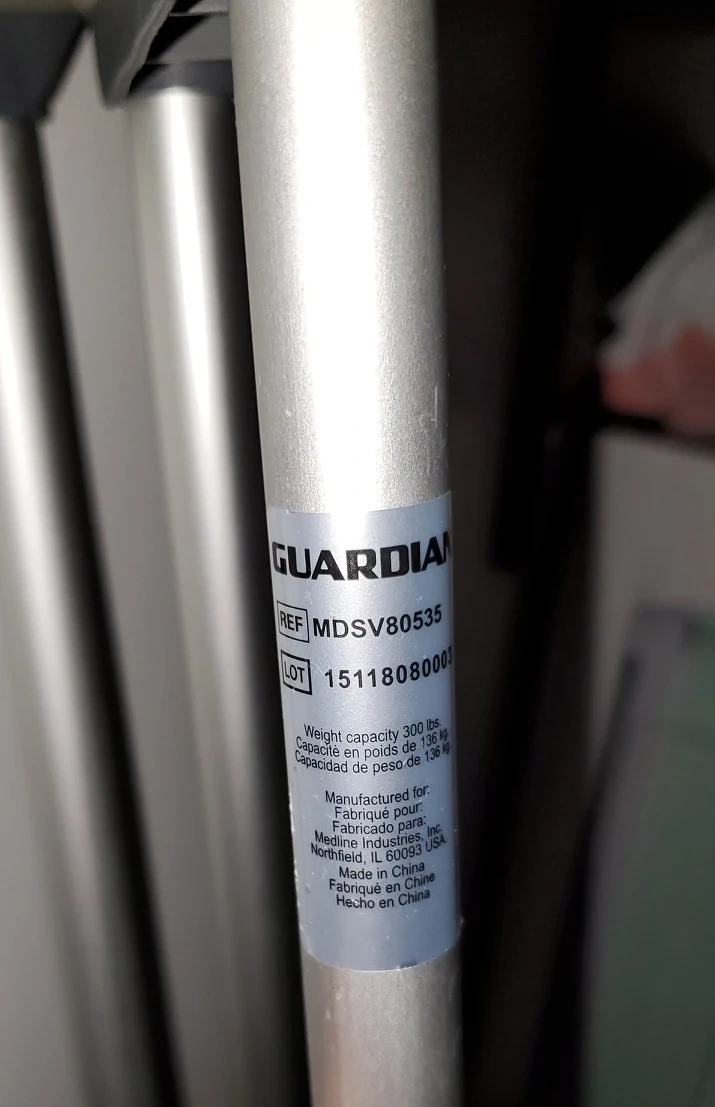 GUARDIAN
REF MDSV80535
LOT 15118080003
Weight capacity 300 lbs.
Capacitè en poids de 136 kg.
Capacidad de peso de 136 kg.
Manufactured for:
Fabriqué pour:
Fabricado para:
Medline Industries, Inc.
Northfield, IL 60093 USA.
Made in China
Fabriqué en Chine
Hecho en China